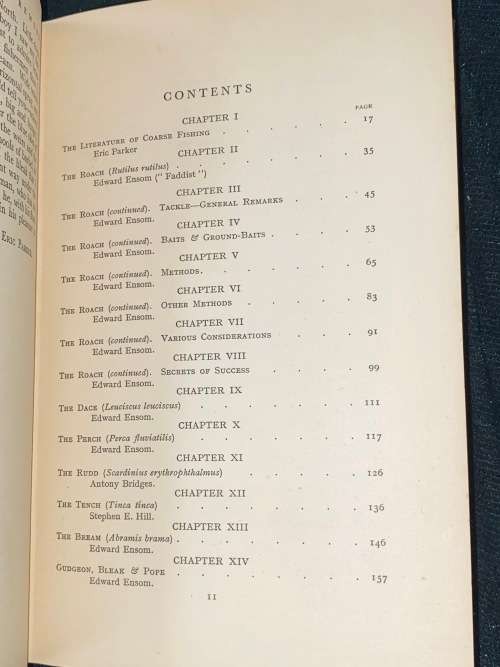 CONTENTS
PAGE
CHAPTER I
The Literature of Coarse Fishing . . . . . 17
Eric Parker
CHAPTER II
The Roach (Rutilus rutilus) . . . . . . 35
Edward Ensom (" Faddist ")
CHAPTER III
The Roach (continued). Tackle—General Remarks . . . 45
Edward Ensom.
CHAPTER IV
The Roach (continued). Baits & Ground-Baits . . . . 53
Edward Ensom.
CHAPTER V
The Roach (continued). Methods. . . . . . 65
Edward Ensom.
CHAPTER VI
The Roach (continued). Other Methods . . . . 83
Edward Ensom.
CHAPTER VII
The Roach (continued). Various Considerations . . . 91
Edward Ensom.
CHAPTER VIII
The Roach (continued). Secrets of Success . . . . 99
Edward Ensom.
CHAPTER IX
The Dace (Leuciscus leuciscus) . . . . . . 111
Edward Ensom.
CHAPTER X
The Perch (Perca fluviatilis) . . . . . . 117
Edward Ensom.
CHAPTER XI
The Rudd (Scardinius erythrophthalmus) . . . . 126
Antony Bridges.
CHAPTER XII
The Tench (Tinca tinca) . . . . . . 136
Stephen E. Hill.
CHAPTER XIII
The Bream (Abramis brama) . . . . . . 146
Edward Ensom.
CHAPTER XIV
Gudgeon, Bleak & Pope . . . . . . 157
Edward Ensom.
11